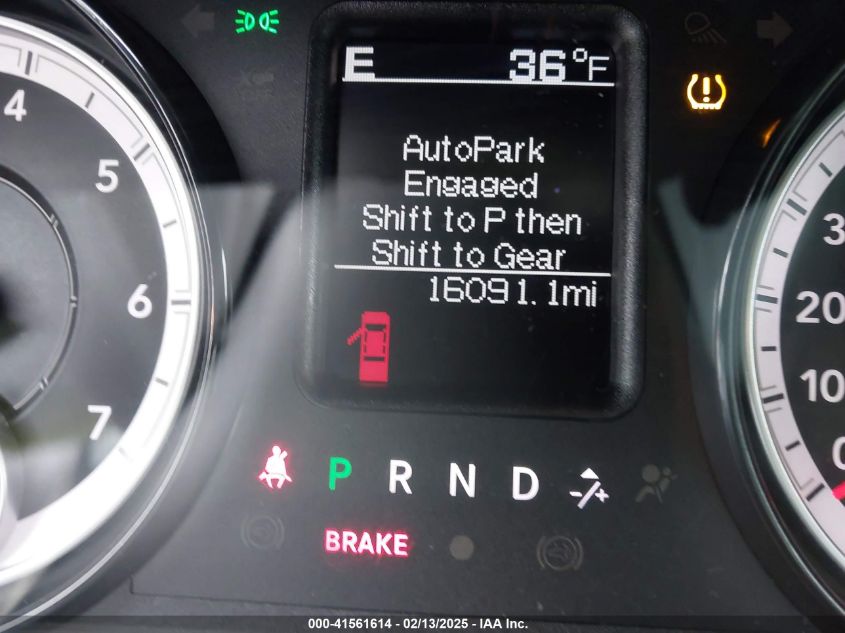 E 36°F
4
AutoPark
5
Engaged
Shift to P then
3
Shift to Gear
16091.1mi
6
20
10
7
0
P R N D -/+
BRAKE
000-41561614 - 02/13/2025 - IAA Inc.